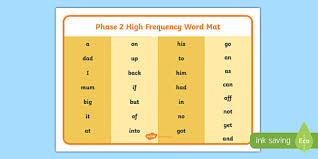 Phase 2 High Frequency Word Mat
a
dad
I
mum
big
it
at
on
up
back
if
but
of
into
his
to
him
had
in
no
got
go
an
as
can
off
not
get
and
ink saving
Eco